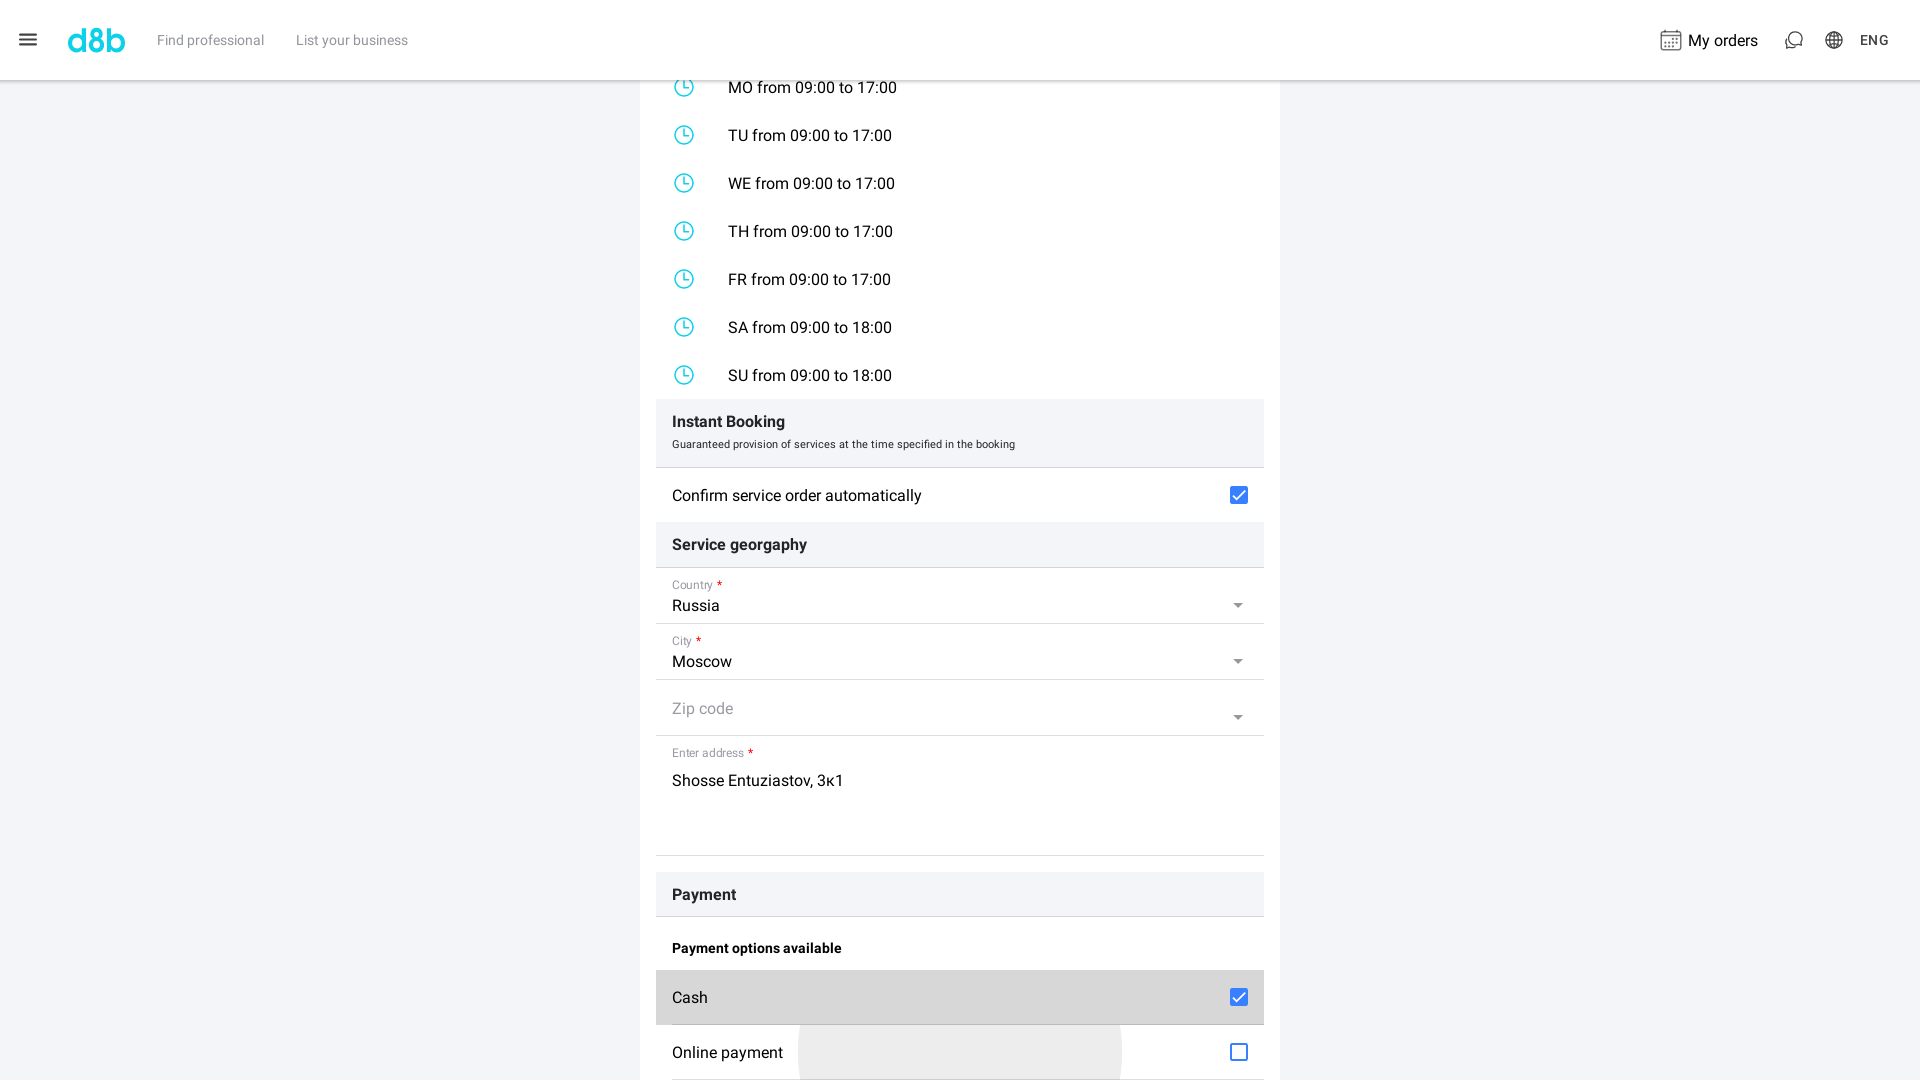 d8b
Find professional
List your business
My orders
ENG
MO from 09:00 to 17:00
TU from 09:00 to 17:00
WE from 09:00 to 17:00
TH from 09:00 to 17:00
FR from 09:00 to 17:00
SA from 09:00 to 18:00
SU from 09:00 to 18:00
Instant Booking
Guaranteed provision of services at the time specified in the booking
Confirm service order automatically
Service georgaphy
Country *
Russia
City *
Moscow
Zip code
Enter address *
Shosse Entuziastov, 3к1
Payment
Payment options available
Cash
Online payment